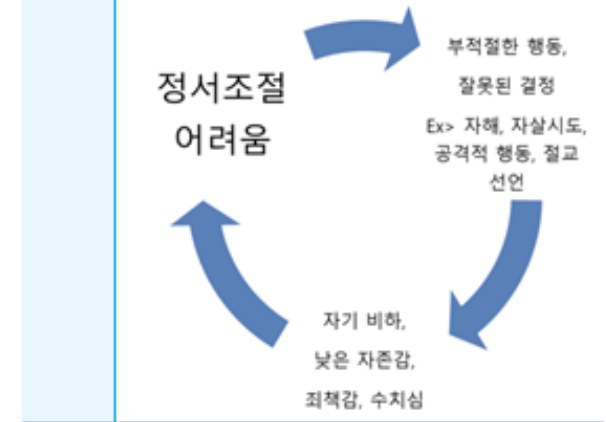 정서조절
어려움
부적절한 행동,
잘못된 결정
Ex> 자해, 자살시도,
공격적 행동, 절교
선언
자기 비하,
낮은 자존감,
죄책감, 수치심